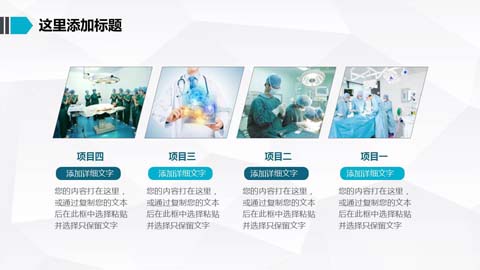 这里添加标题
项目四
添加详细文字
您的内容打在这里，
或通过复制您的文本
后在此框中选择粘贴
并选择只保留文字
项目三
添加详细文字
您的内容打在这里，
或通过复制您的文本
后在此框中选择粘贴
并选择只保留文字
项目二
添加详细文字
您的内容打在这里，
或通过复制您的文本
后在此框中选择粘贴
并选择只保留文字
项目一
添加详细文字
您的内容打在这里，
或通过复制您的文本
后在此框中选择粘贴
并选择只保留文字